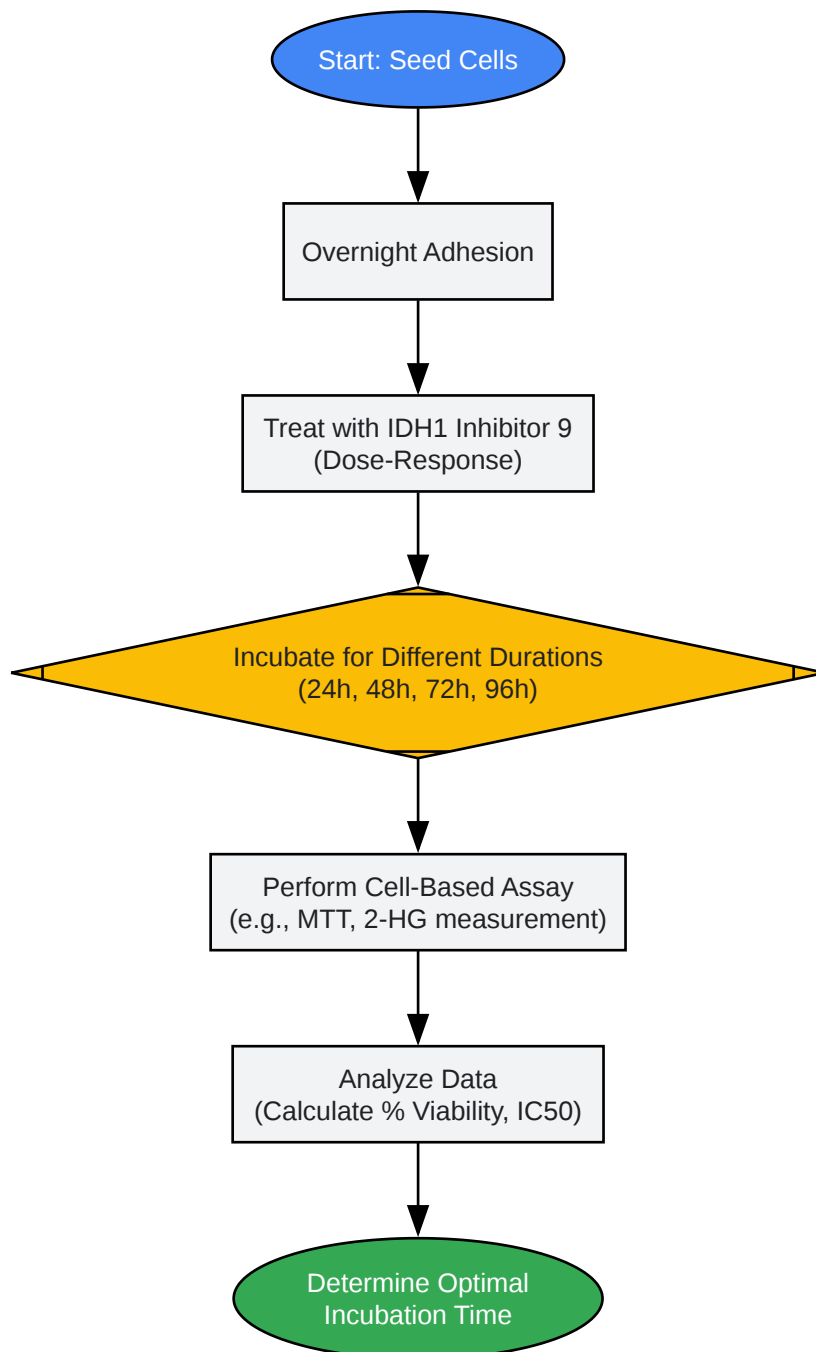 Start: Seed Cells
Overnight Adhesion
Treat with IDH1 Inhibitor 9
(Dose-Response)
Incubate for Different Durations
(24h, 48h, 72h, 96h)
Perform Cell-Based Assay
(e.g., MTT, 2-HG measurement)
Analyze Data
(Calculate % Viability, IC50)
Determine Optimal
Incubation Time